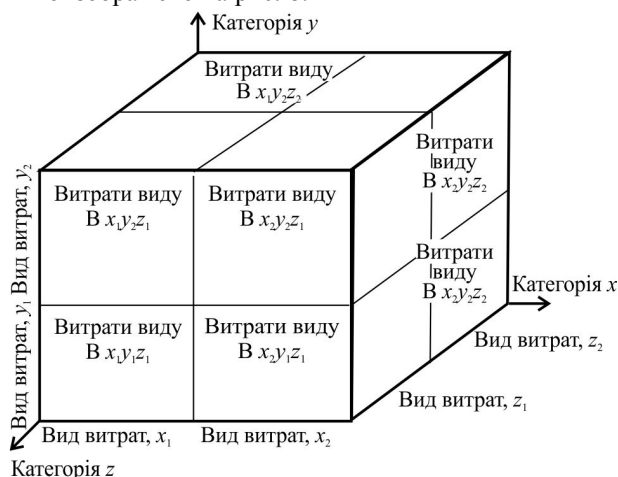 Категорія y
Витрати виду
В x₁y₂z₂
Витрати
виду
В x₂y₂z₂
Вид витрат, y₂
Витрати виду
В x₁y₂z₁
Витрати виду
В x₂y₂z₁
Витрати
виду
В x₂y₂z₂
Категорія x
Вид витрат, y₁
Витрати виду
В x₁y₁z₁
Витрати виду
В x₂y₁z₁
Вид витрат, z₂
Вид витрат, z₁
Вид витрат, x₁
Вид витрат, x₂
Категорія z